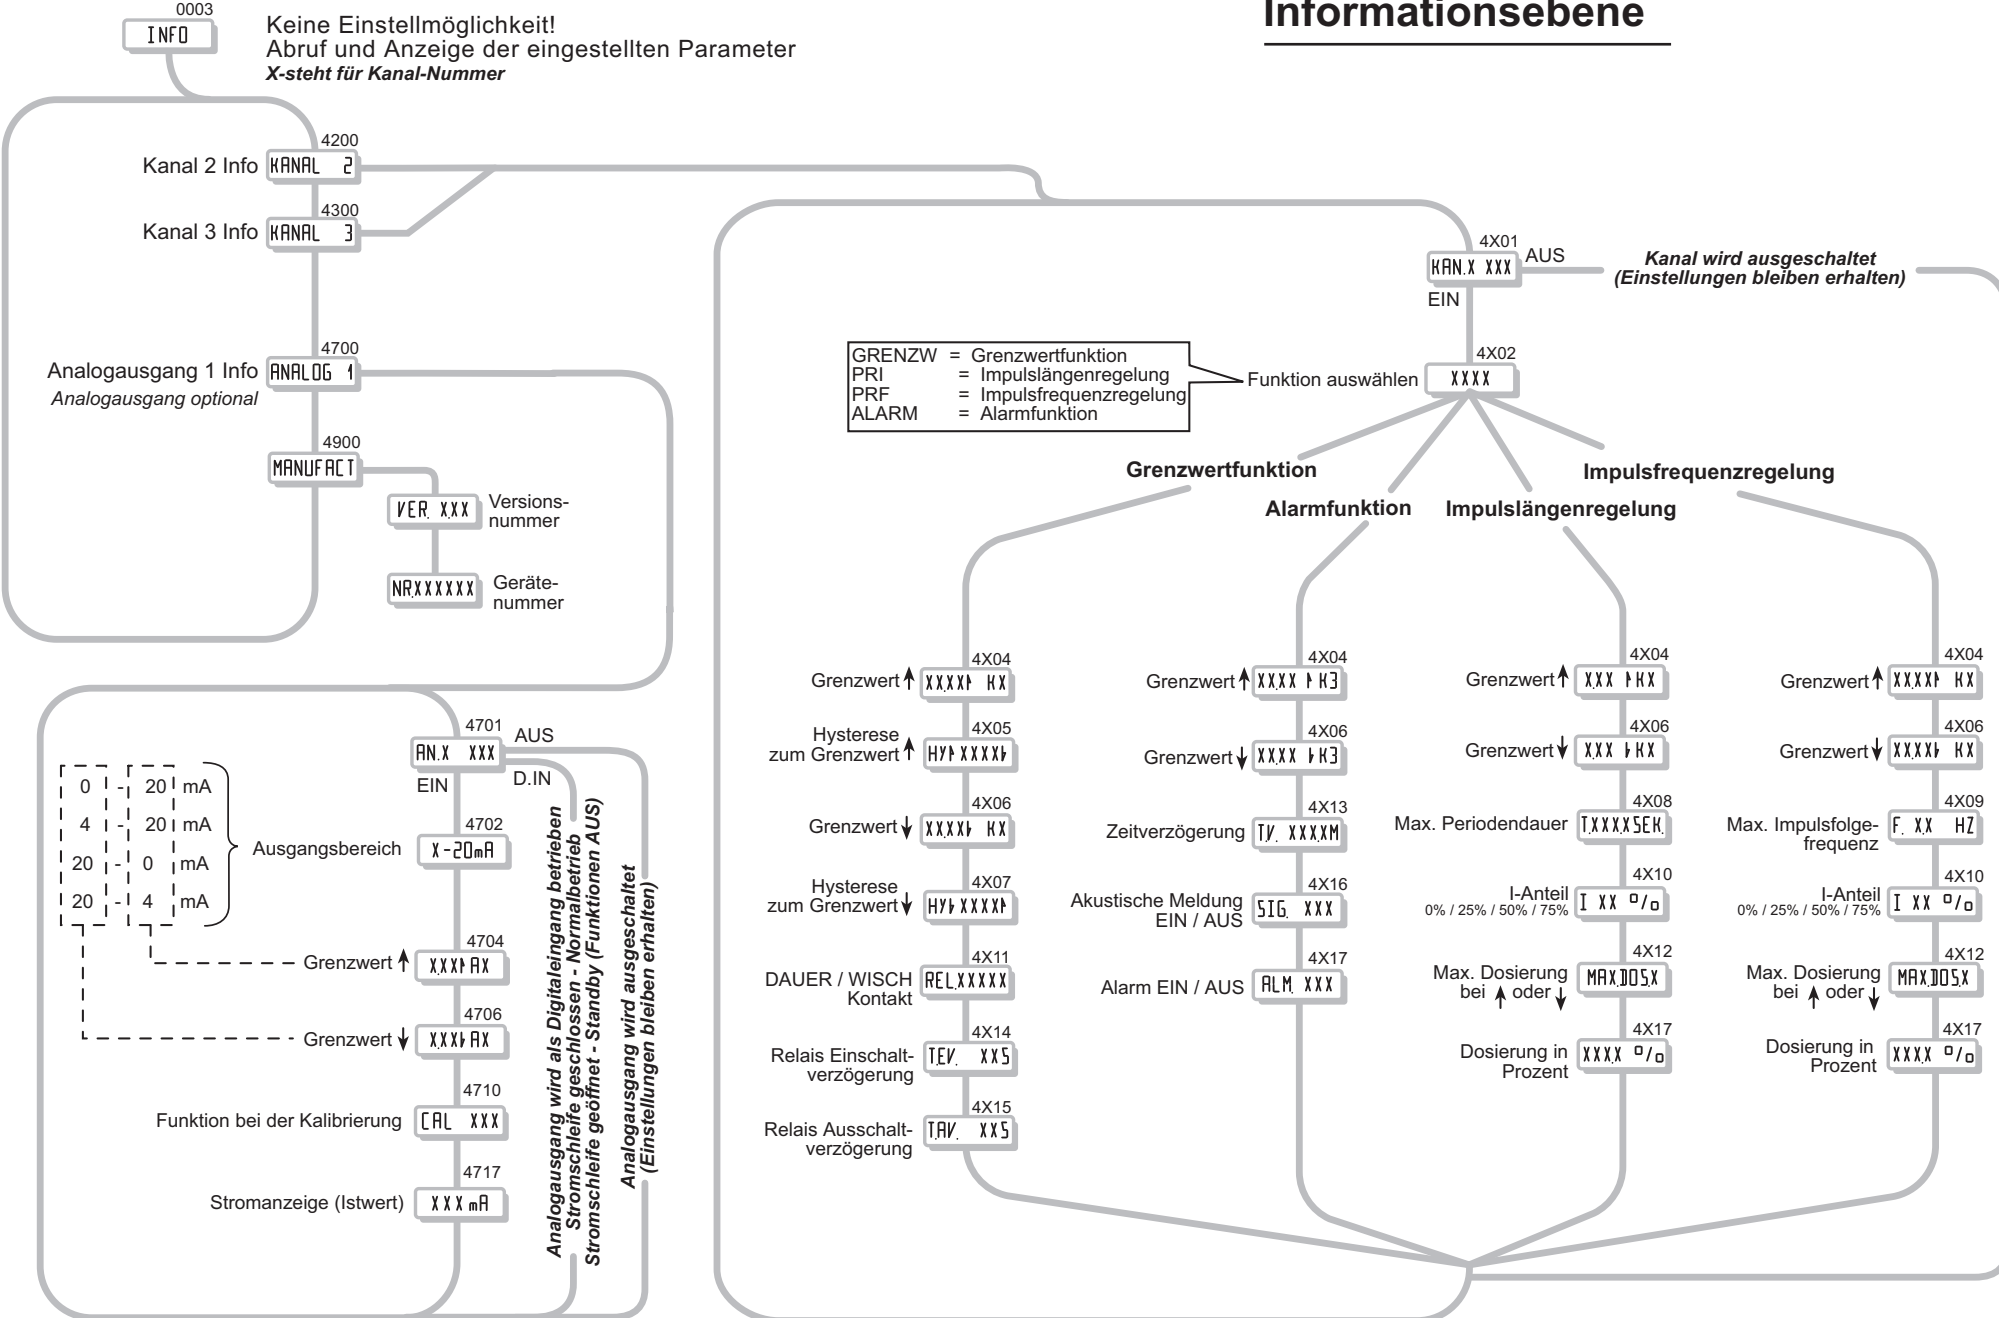 Informationsebene
0003
INFO
Keine Einstellmöglichkeit!
Abruf und Anzeige der eingestellten Parameter
X-steht für Kanal-Nummer
4200
Kanal 2 Info
KANAL 2
4300
Kanal 3 Info
KANAL 3
4700
Analogausgang 1 Info
ANALOG 1
Analogausgang optional
4900
MANUFACT
VER. X.XX
Versions-
nummer
NR.XXXXXX
Geräte-
nummer
4701
AN.X XXX
AUS
D.IN
EIN
0 - 20 mA
4 - 20 mA
20 - 0 mA
20 - 4 mA
4702
Ausgangsbereich
X-20mA
4704
Grenzwert ↑
4706
Grenzwert ↓
4710
Funktion bei der Kalibrierung
CAL XXX
4717
Stromanzeige (Istwert)
XXX mA
Analogausgang wird als Digitaleingang betrieben
Stromschleife geschlossen - Normalbetrieb
Stromschleife geöffnet - Standby (Funktionen AUS)
Analogausgang wird ausgeschaltet
(Einstellungen bleiben erhalten)
4X01
KAN.X XXX
AUS
EIN
Kanal wird ausgeschaltet
(Einstellungen bleiben erhalten)
4X02
GRENZW = Grenzwertfunktion
PRI = Impulslängenregelung
PRF = Impulsfrequenzregelung
ALARM = Alarmfunktion
Funktion auswählen
XXXX
Grenzwertfunktion
4X04
Grenzwert ↑
4X05
Hysterese
zum Grenzwert ↑
4X06
Grenzwert ↓
4X07
Hysterese
zum Grenzwert ↓
4X11
DAUER / WISCH
Kontakt
REL.XXXXX
4X14
Relais Einschalt-
verzögerung
T.EV. XXS
4X15
Relais Ausschalt-
verzögerung
T.AV. XXS
Alarmfunktion
4X04
Grenzwert ↑
4X06
Grenzwert ↓
4X13
Zeitverzögerung
TV. XXXXM
4X16
Akustische Meldung
EIN / AUS
SIG. XXX
4X17
Alarm EIN / AUS
ALM. XXX
Impulslängenregelung
4X04
Grenzwert ↑
4X06
Grenzwert ↓
4X08
Max. Periodendauer
T.XXXXSEK.
4X10
I-Anteil
0% / 25% / 50% / 75%
I XX %
4X12
Max. Dosierung
bei ↑ oder ↓
MAX.DOS.X
4X17
Dosierung in
Prozent
XXX.X %
Impulsfrequenzregelung
4X04
Grenzwert ↑
4X06
Grenzwert ↓
4X09
Max. Impulsfolge-
frequenz
F. XX HZ
4X10
I-Anteil
0% / 25% / 50% / 75%
I XX %
4X12
Max. Dosierung
bei ↑ oder ↓
MAX.DOS.X
4X17
Dosierung in
Prozent
XXX.X %